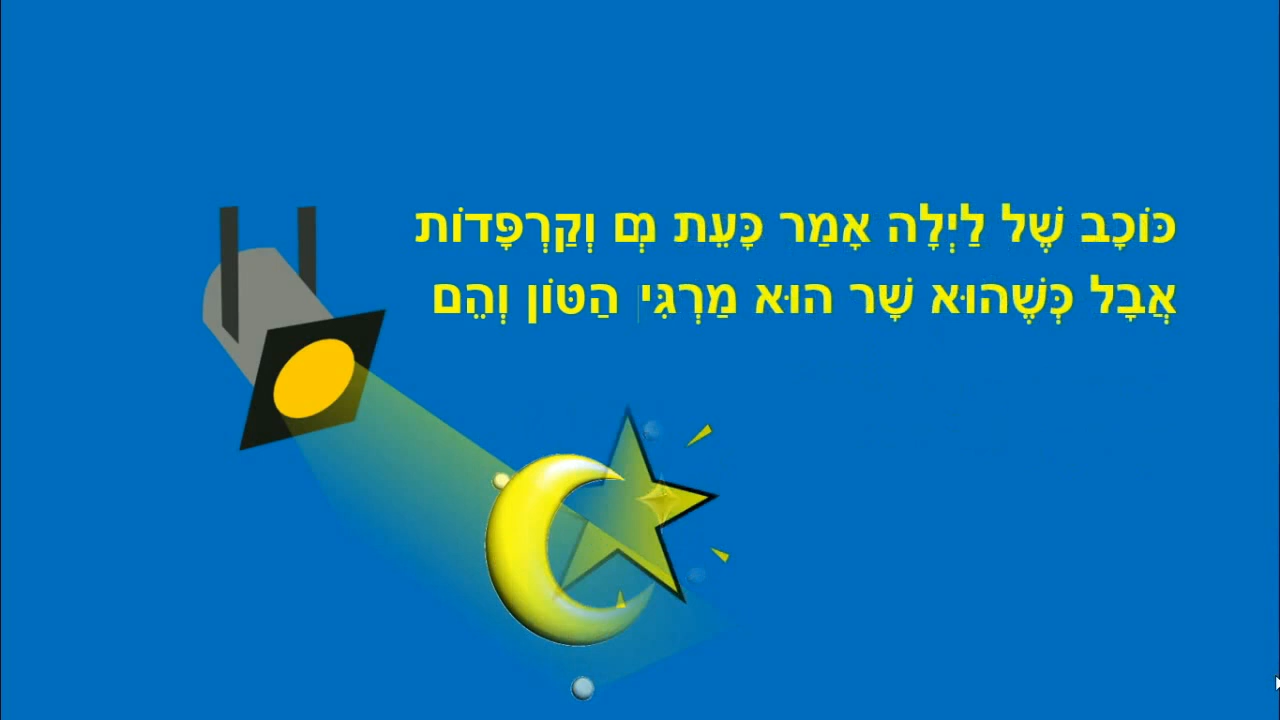 כּוֹכָב שֶׁל לַיְלָה אָמַר כָּעֵת וְקַרְפָּדוֹת
אֲבָל כְּשֶׁהוּא שָׁר הוּא מַרְגִּי הַטּוֹן וְהֵם